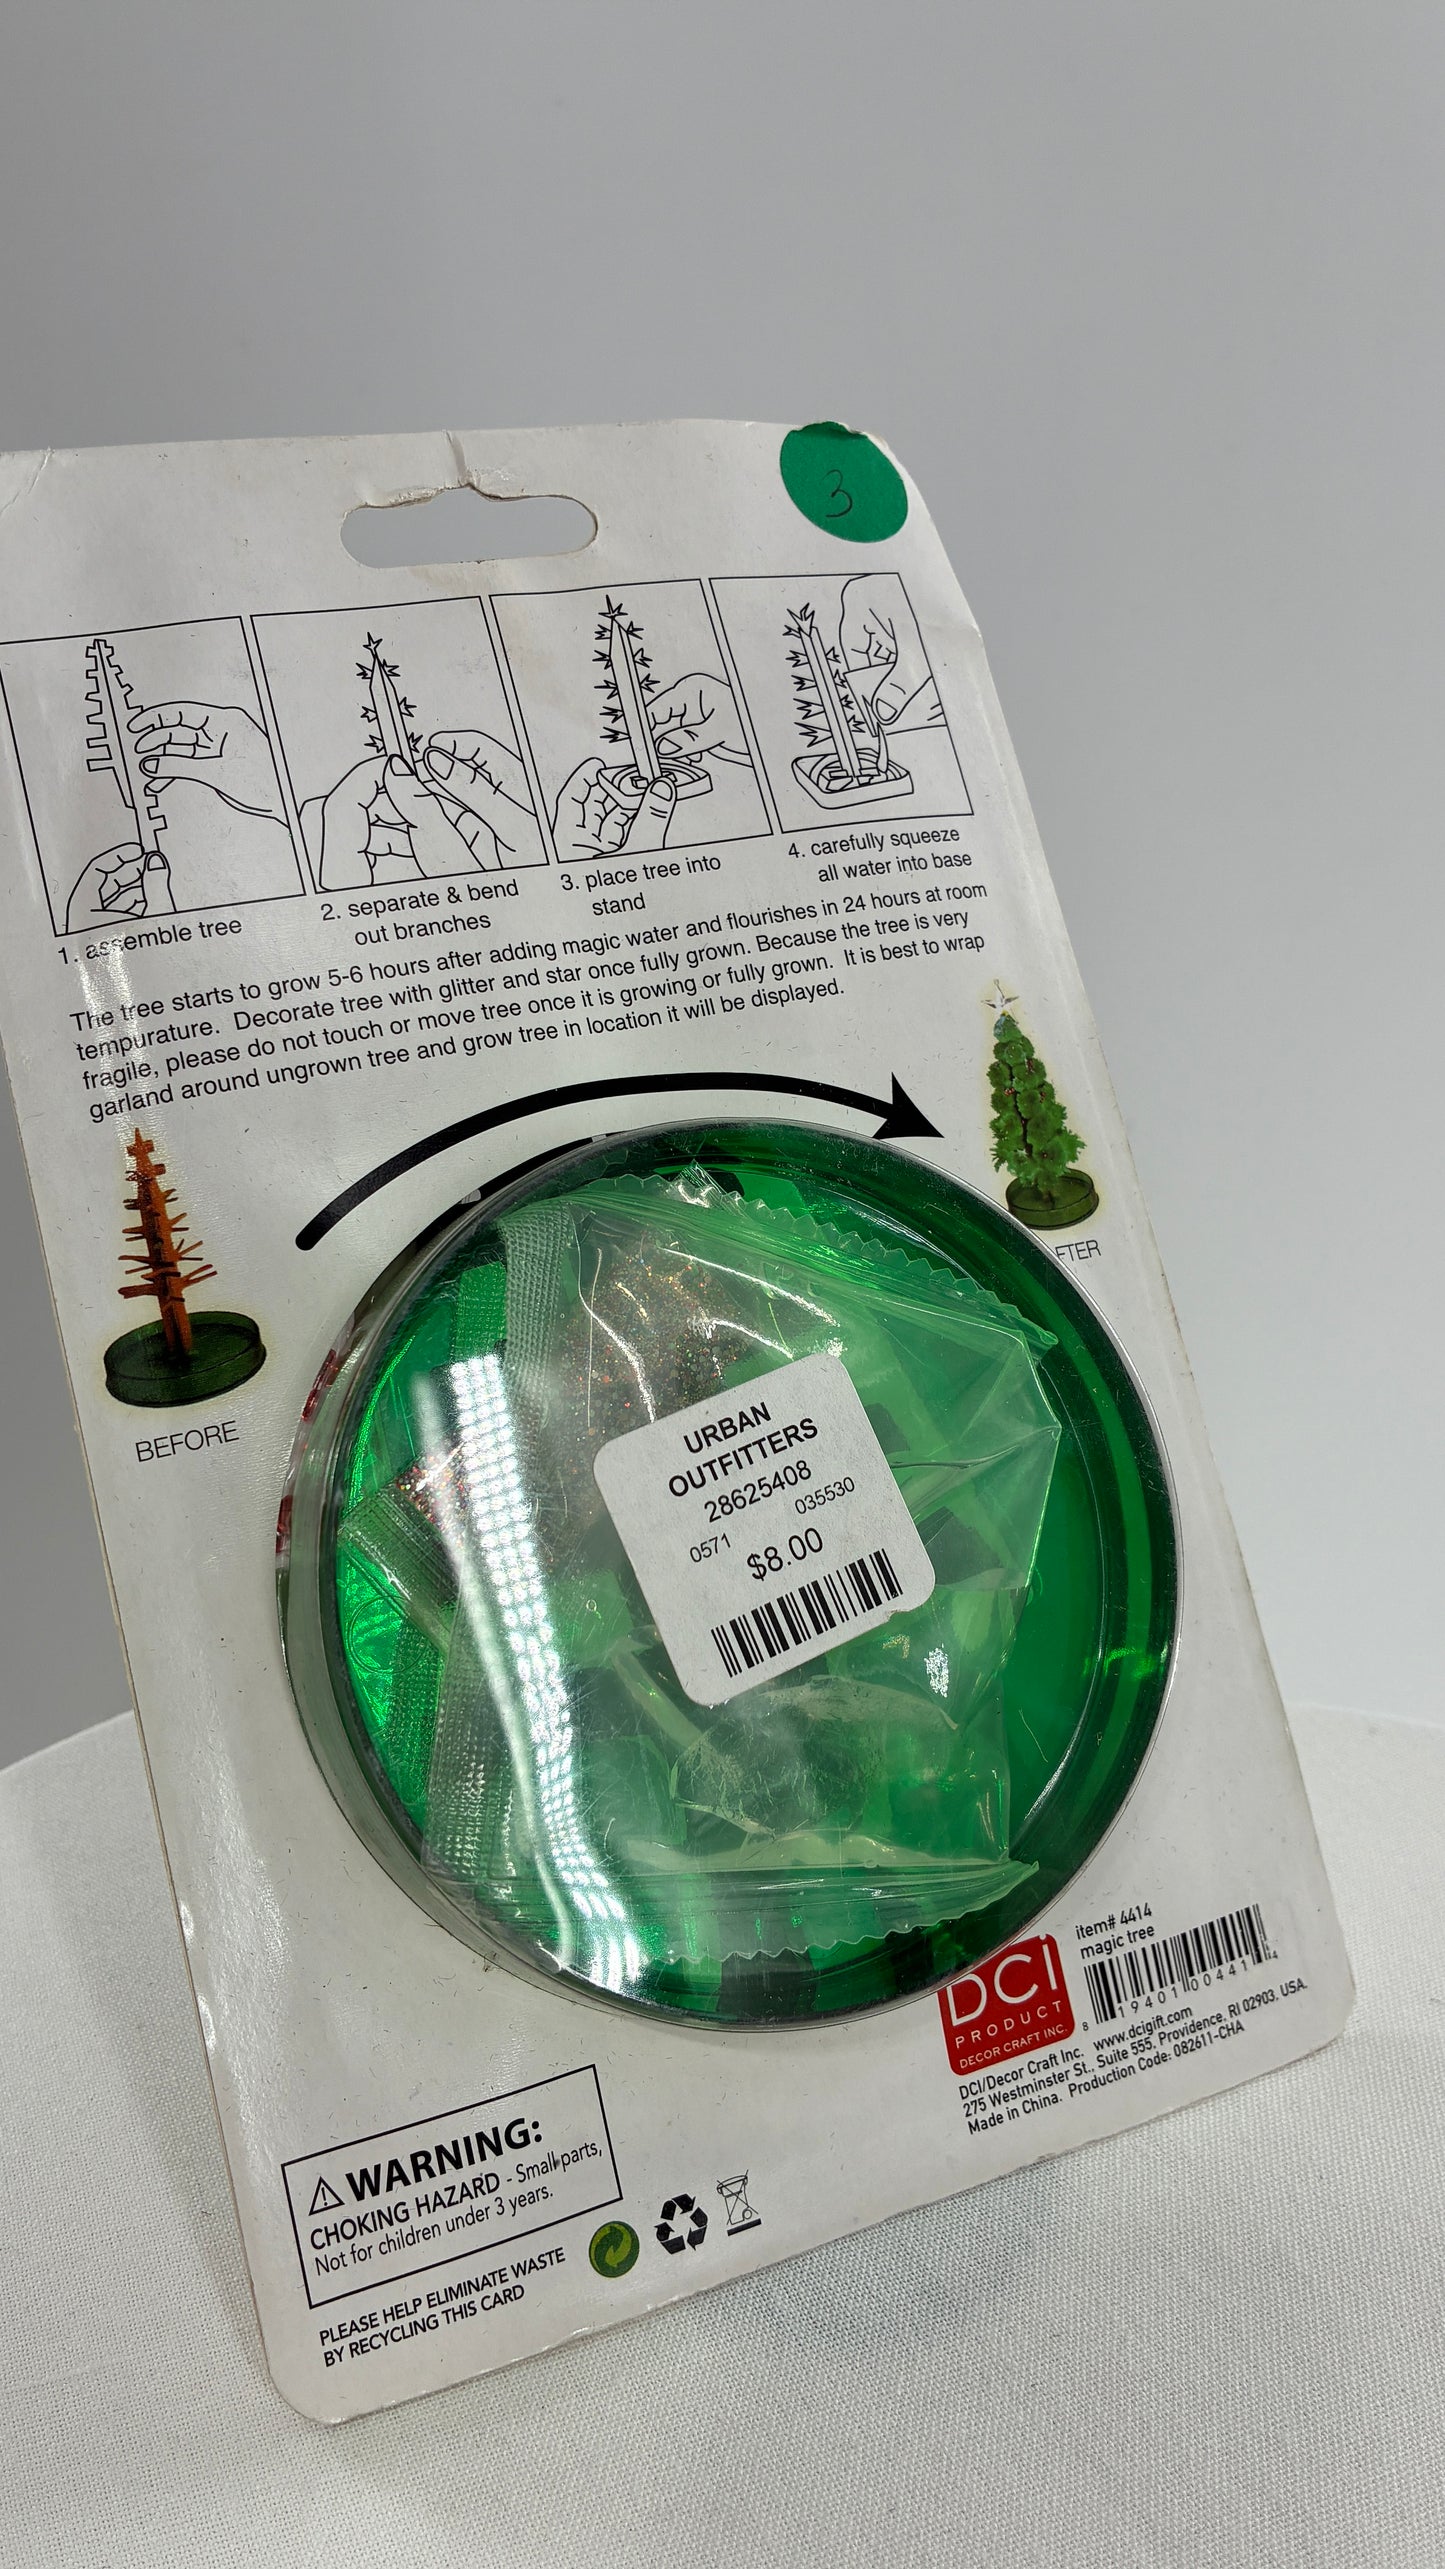 3
1. assemble tree
2. separate & bend
out branches
3. place tree into
stand
4. carefully squeeze
all water into base
The tree starts to grow 5-6 hours after adding magic water and flourishes in 24 hours at room
tempurature. Decorate tree with glitter and star once fully grown. Because the tree is very
fragile, please do not touch or move tree once it is growing or fully grown. It is best to wrap
garland around ungrown tree and grow tree in location it will be displayed.
BEFORE
FTER
URBAN
OUTFITTERS
28625408
0571 035530
$8.00
item# 4414
magic tree
8 19401 00441 4
DCi
PRODUCT
DECOR CRAFT INC.
DCI/Decor Craft Inc. www.dcigift.com
275 Westminster St., Suite 555, Providence, RI 02903, USA.
Made in China. Production Code: 082611-CHA
WARNING:
CHOKING HAZARD - Small parts,
Not for children under 3 years.
PLEASE HELP ELIMINATE WASTE
BY RECYCLING THIS CARD